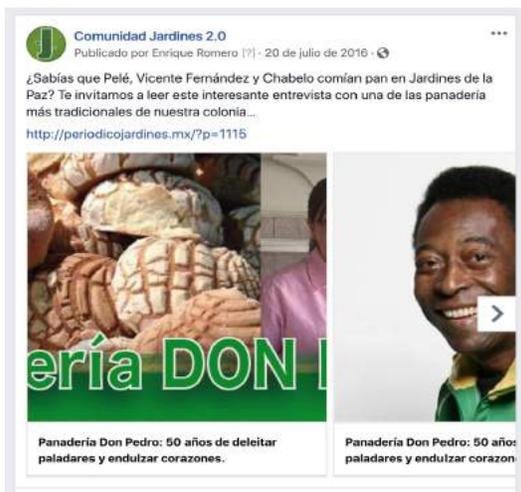 Comunidad Jardines 2.0
Publicado por Enrique Romero [?] · 20 de julio de 2016 ·
¿Sabías que Pelé, Vicente Fernández y Chabelo comían pan en Jardines de la
Paz? Te invitamos a leer este interesante entrevista con una de las panadería
más tradicionales de nuestra colonia...
http://periodicojardines.mx/?p=1115
ería DON
Panadería Don Pedro: 50 años de deleitar
paladares y endulzar corazones.
Panadería Don Pedro: 50 años
paladares y endulzar corazon